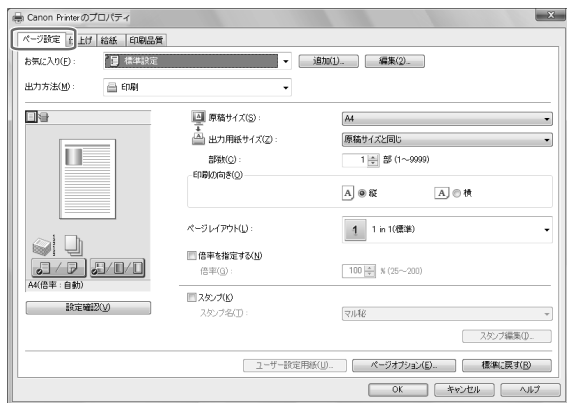 Canon Printer のプロパティ
ページ設定 仕上げ 給紙 印刷品質
お気に入り(F): 標準設定 追加(1)... 編集(2)...
出力方法(M): 印刷
原稿サイズ(S): A4
出力用紙サイズ(Z): 原稿サイズと同じ
部数(C): 1 部 (1～9999)
印刷の向き(O)
A 縦 A 横
ページレイアウト(L): 1 1 in 1(標準)
倍率を指定する(N)
倍率(G): 100 % (25～200)
A4(倍率:自動)
設定確認(V)
スタンプ(K)
スタンプ名(T): マル秘
スタンプ編集(I)...
ユーザー設定用紙(U)... ページオプション(E)... 標準に戻す(R)
OK キャンセル ヘルプ